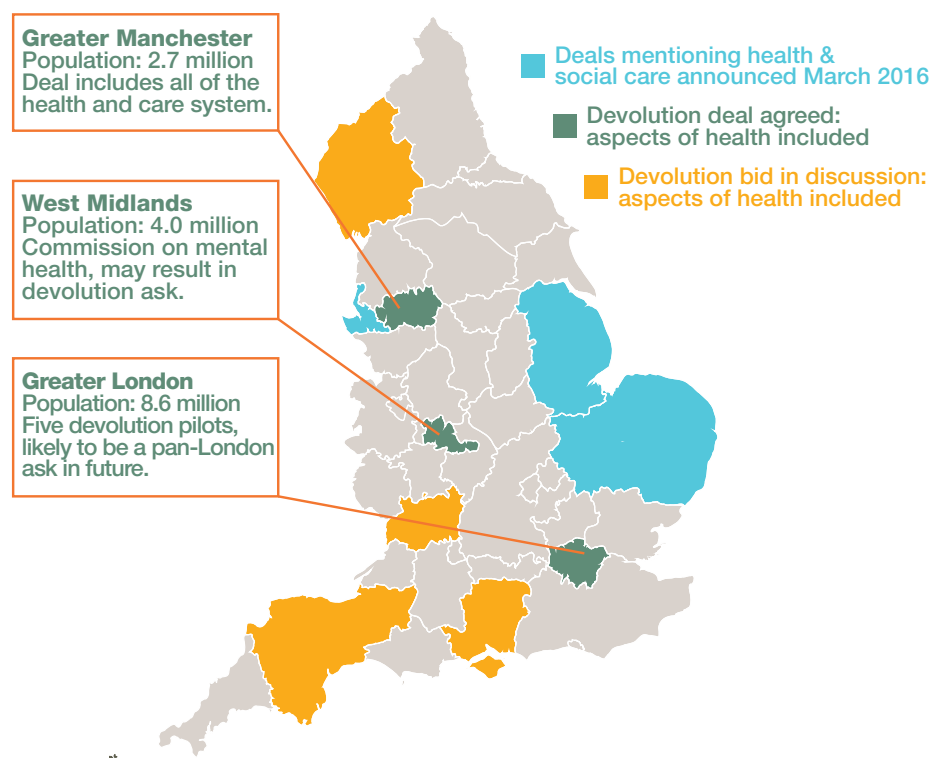 Greater Manchester
Population: 2.7 million
Deal includes all of the
health and care system.
West Midlands
Population: 4.0 million
Commission on mental
health, may result in
devolution ask.
Greater London
Population: 8.6 million
Five devolution pilots,
likely to be a pan-London
ask in future.
Deals mentioning health &
social care announced March 2016
Devolution deal agreed:
aspects of health included
Devolution bid in discussion:
aspects of health included